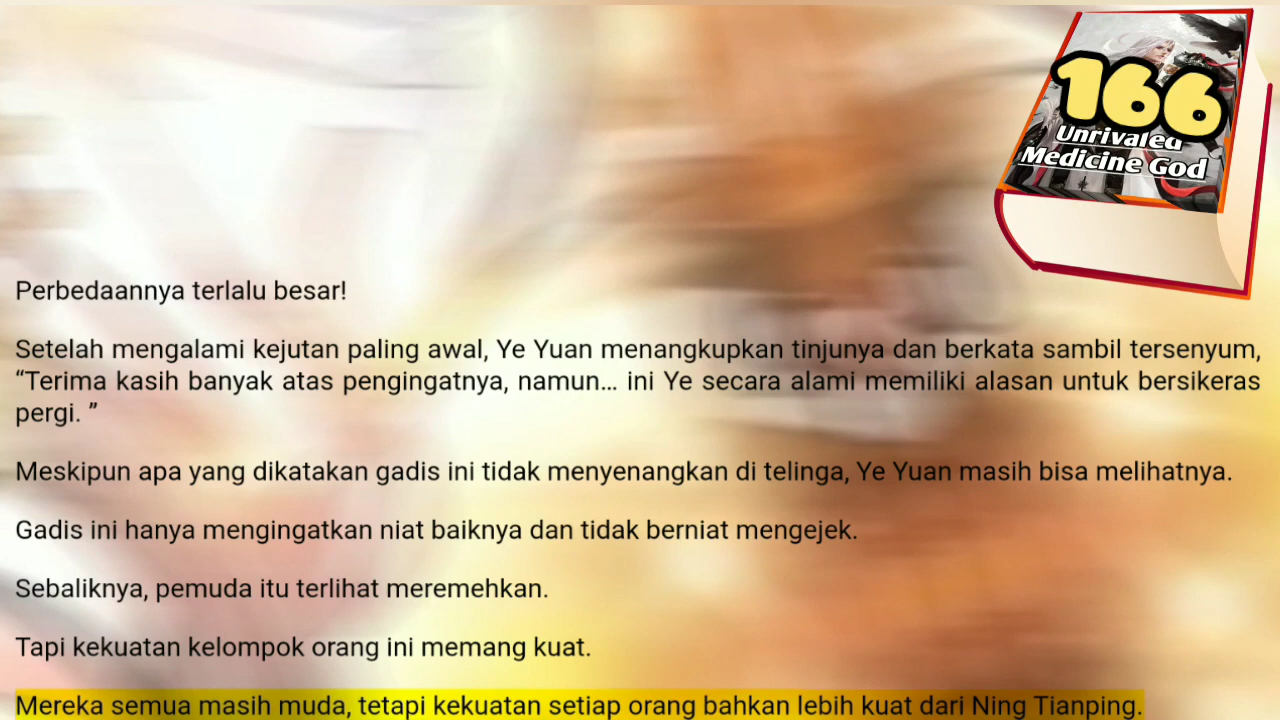 166
Unrivaled
Medicine God
Perbedaannya terlalu besar!
Setelah mengalami kejutan paling awal, Ye Yuan menangkupkan tinjunya dan berkata sambil tersenyum,
“Terima kasih banyak atas pengingatnya, namun... ini Ye secara alami memiliki alasan untuk bersikeras
pergi. ”
Meskipun apa yang dikatakan gadis ini tidak menyenangkan di telinga, Ye Yuan masih bisa melihatnya.
Gadis ini hanya mengingatkan niat baiknya dan tidak berniat mengejek.
Sebaliknya, pemuda itu terlihat meremehkan.
Tapi kekuatan kelompok orang ini memang kuat.
Mereka semua masih muda, tetapi kekuatan setiap orang bahkan lebih kuat dari Ning Tianping.